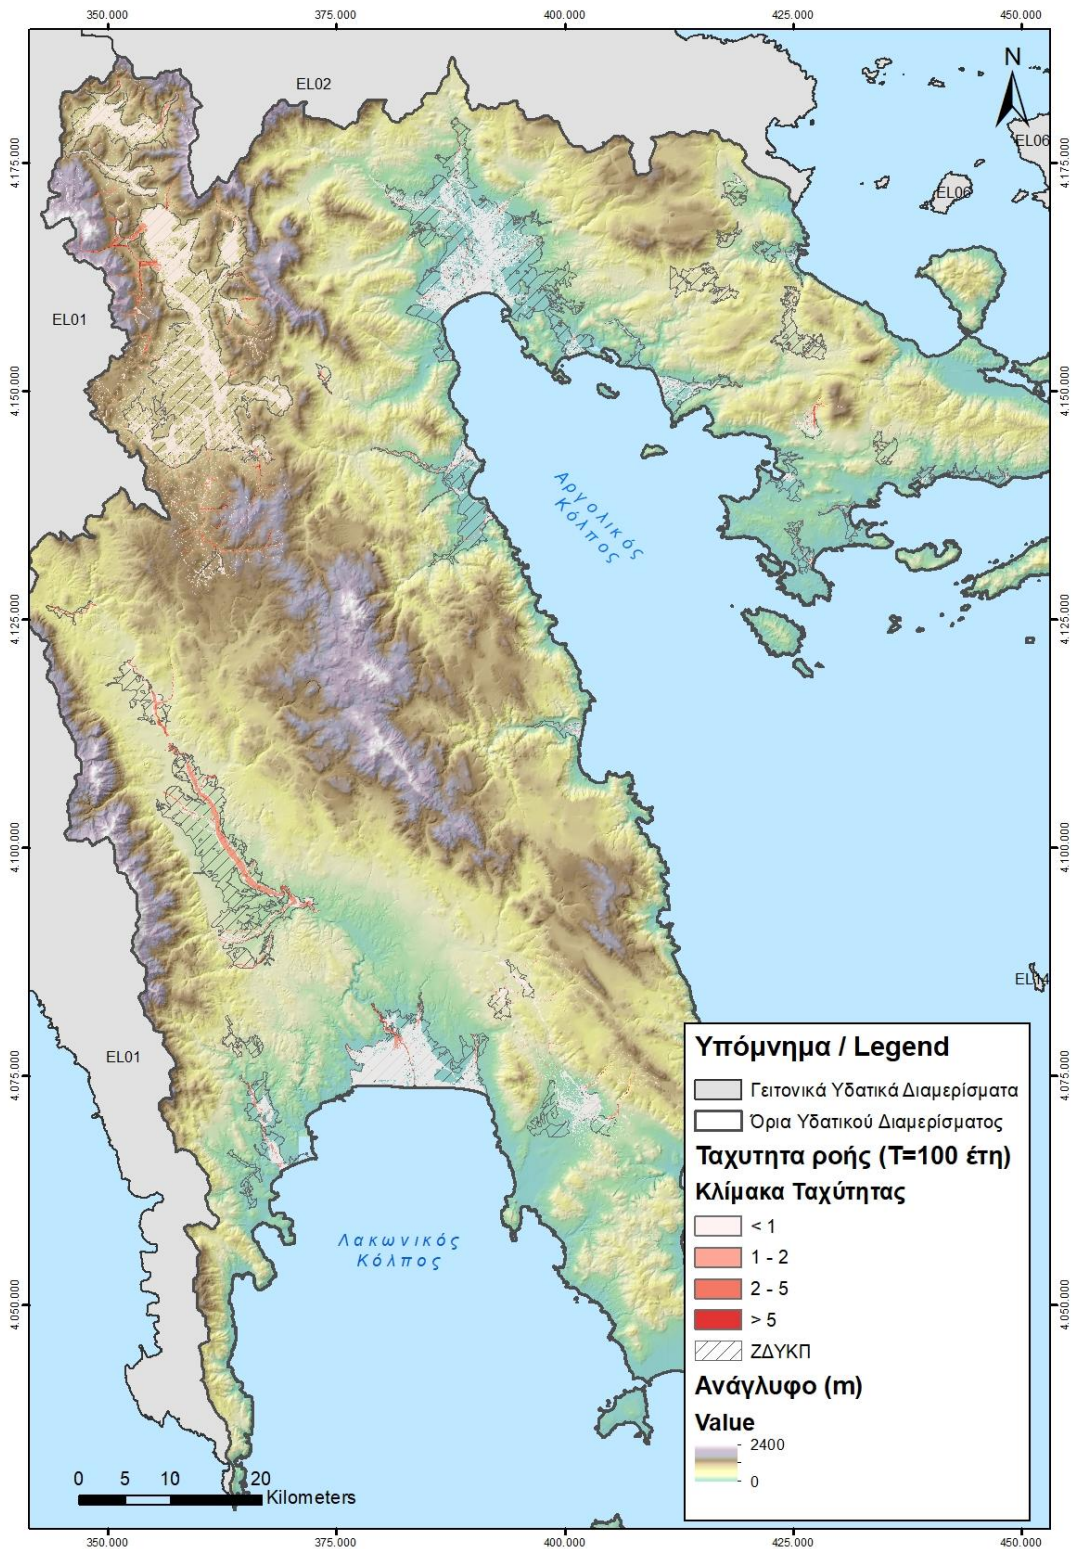 350.000 375.000 400.000 425.000 450.000
EL02
N
EL06
4.175.000
4.175.000
EL06
EL01
4.150.000
4.150.000
Αργολικός
Κόλπος
4.125.000
4.125.000
4.100.000
4.100.000
EL14
EL01
4.075.000
4.075.000
Λακωνικός
Κόλπος
4.050.000
4.050.000
Υπόμνημα / Legend
Γειτονικά Υδατικά Διαμερίσματα
Όρια Υδατικού Διαμερίσματος
Ταχυτητα ροής (T=100 έτη)
Κλίμακα Ταχύτητας
< 1
1 - 2
2 - 5
> 5
ΖΔΥΚΠ
Ανάγλυφο (m)
Value
2400
0
0 5 10 20
Kilometers
350.000 375.000 400.000 425.000 450.000